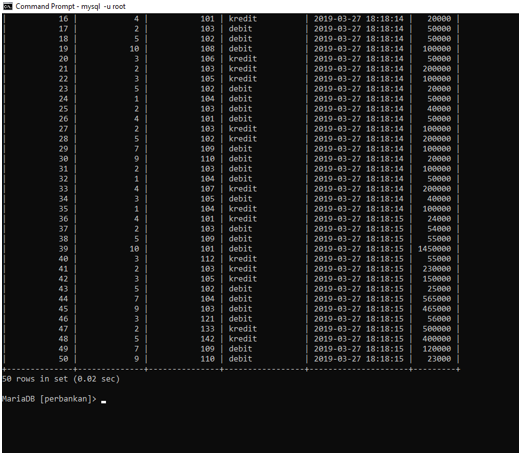 Command Prompt - mysql -u root
| 16 | 4 | 101 | kredit | 2019-03-27 18:18:14 | 20000 |
| 17 | 2 | 103 | debit | 2019-03-27 18:18:14 | 50000 |
| 18 | 5 | 102 | debit | 2019-03-27 18:18:14 | 50000 |
| 19 | 10 | 108 | debit | 2019-03-27 18:18:14 | 100000 |
| 20 | 3 | 106 | kredit | 2019-03-27 18:18:14 | 50000 |
| 21 | 2 | 103 | kredit | 2019-03-27 18:18:14 | 200000 |
| 22 | 3 | 105 | kredit | 2019-03-27 18:18:14 | 100000 |
| 23 | 5 | 102 | debit | 2019-03-27 18:18:14 | 20000 |
| 24 | 1 | 104 | debit | 2019-03-27 18:18:14 | 50000 |
| 25 | 2 | 103 | debit | 2019-03-27 18:18:14 | 40000 |
| 26 | 4 | 101 | debit | 2019-03-27 18:18:14 | 50000 |
| 27 | 2 | 103 | kredit | 2019-03-27 18:18:14 | 100000 |
| 28 | 5 | 102 | kredit | 2019-03-27 18:18:14 | 200000 |
| 29 | 7 | 109 | debit | 2019-03-27 18:18:14 | 100000 |
| 30 | 9 | 110 | debit | 2019-03-27 18:18:14 | 20000 |
| 31 | 2 | 103 | debit | 2019-03-27 18:18:14 | 100000 |
| 32 | 1 | 104 | debit | 2019-03-27 18:18:14 | 50000 |
| 33 | 4 | 107 | kredit | 2019-03-27 18:18:14 | 200000 |
| 34 | 3 | 105 | debit | 2019-03-27 18:18:14 | 40000 |
| 35 | 1 | 104 | kredit | 2019-03-27 18:18:14 | 100000 |
| 36 | 4 | 101 | kredit | 2019-03-27 18:18:15 | 24000 |
| 37 | 2 | 103 | debit | 2019-03-27 18:18:15 | 54000 |
| 38 | 5 | 109 | debit | 2019-03-27 18:18:15 | 55000 |
| 39 | 10 | 101 | debit | 2019-03-27 18:18:15 | 1450000 |
| 40 | 3 | 112 | kredit | 2019-03-27 18:18:15 | 55000 |
| 41 | 2 | 103 | kredit | 2019-03-27 18:18:15 | 230000 |
| 42 | 3 | 105 | kredit | 2019-03-27 18:18:15 | 150000 |
| 43 | 5 | 102 | debit | 2019-03-27 18:18:15 | 25000 |
| 44 | 7 | 104 | debit | 2019-03-27 18:18:15 | 565000 |
| 45 | 9 | 103 | debit | 2019-03-27 18:18:15 | 465000 |
| 46 | 3 | 121 | debit | 2019-03-27 18:18:15 | 56000 |
| 47 | 2 | 133 | kredit | 2019-03-27 18:18:15 | 500000 |
| 48 | 5 | 142 | kredit | 2019-03-27 18:18:15 | 400000 |
| 49 | 7 | 109 | debit | 2019-03-27 18:18:15 | 120000 |
| 50 | 9 | 110 | debit | 2019-03-27 18:18:15 | 23000 |
+--------------+--------------+---------------+-----------------+---------------------+---------+
50 rows in set (0.02 sec)
MariaDB [perbankan]> _